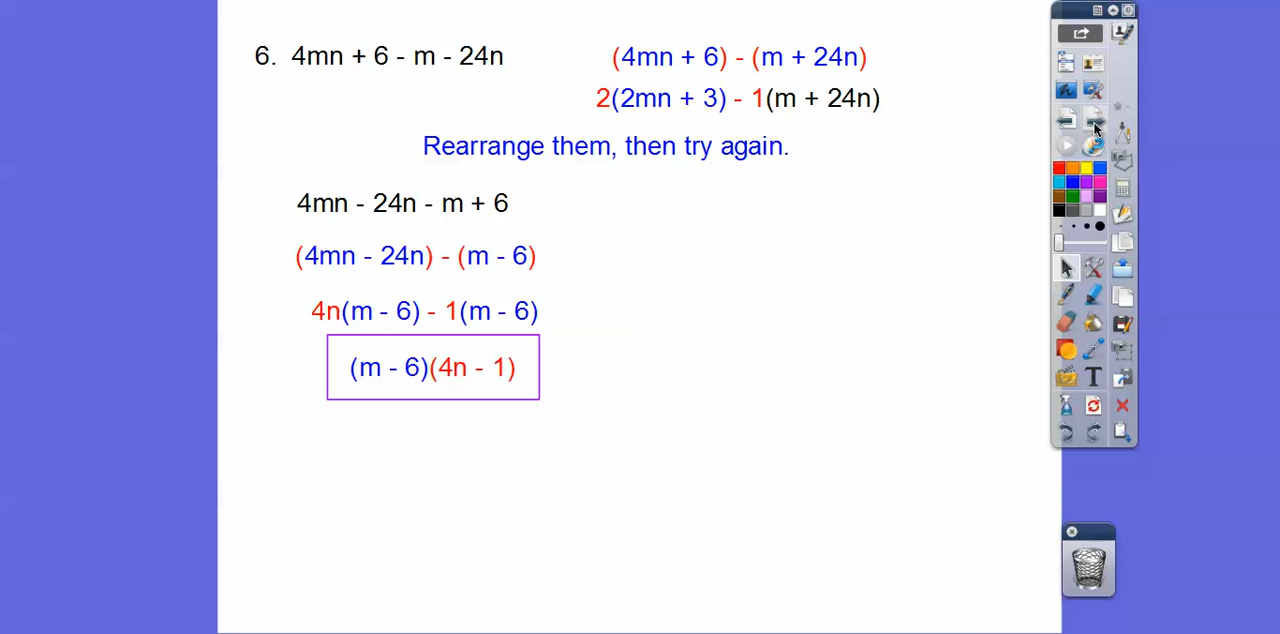 6. 4mn + 6 - m - 24n
(4mn + 6) - (m + 24n)
2(2mn + 3) - 1(m + 24n)
Rearrange them, then try again.
4mn - 24n - m + 6
(4mn - 24n) - (m - 6)
4n(m - 6) - 1(m - 6)
(m - 6)(4n - 1)